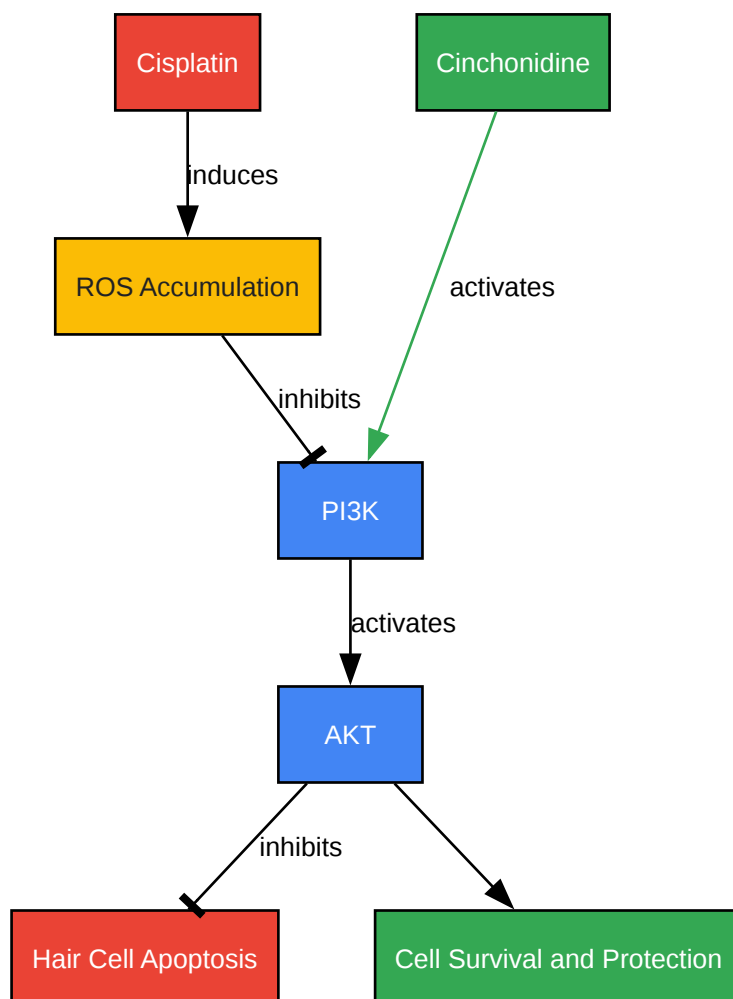 Cisplatin
Cinchonidine
induces
ROS Accumulation
activates
inhibits
PI3K
activates
AKT
inhibits
Hair Cell Apoptosis
Cell Survival and Protection